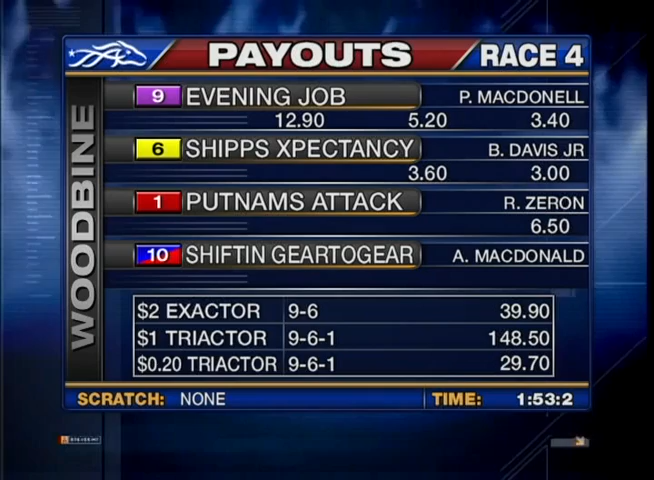 PAYOUTS
RACE 4
WOODBINE
9 EVENING JOB P. MACDONELL
12.90 5.20 3.40
6 SHIPPS XPECTANCY B. DAVIS JR
3.60 3.00
1 PUTNAMS ATTACK R. ZERON
6.50
10 SHIFTIN GEARTOGEAR A. MACDONALD
$2 EXACTOR 9-6 39.90
$1 TRIACTOR 9-6-1 148.50
$0.20 TRIACTOR 9-6-1 29.70
SCRATCH: NONE TIME: 1:53:2